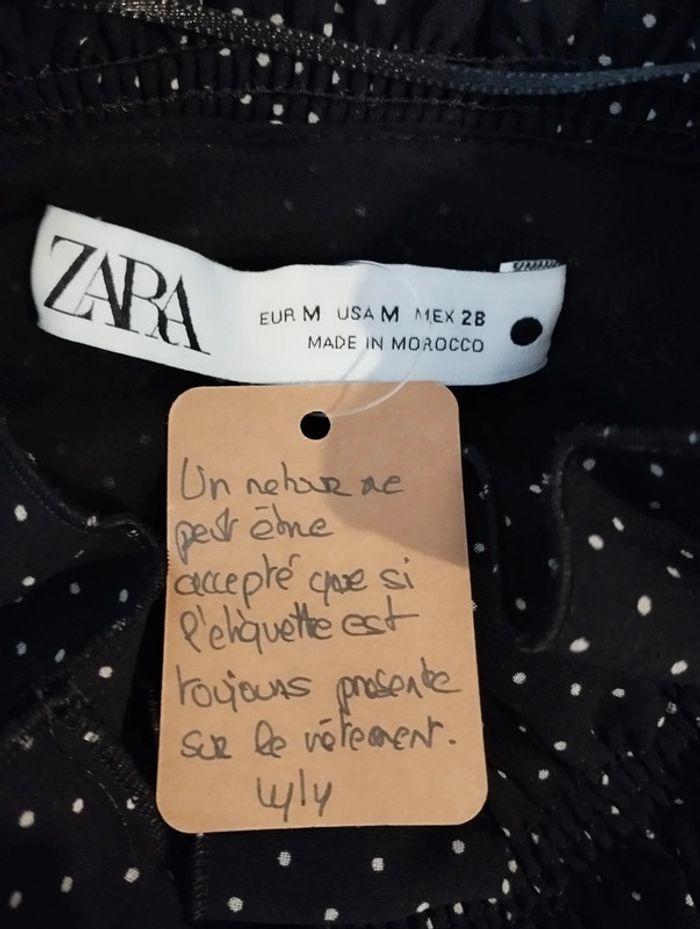 ZARA
EUR M USA M MEX 28
MADE IN MOROCCO
Un retour ne
peut être
accepté que si
l'etiquette est
toujours présente
sur le vêtement.